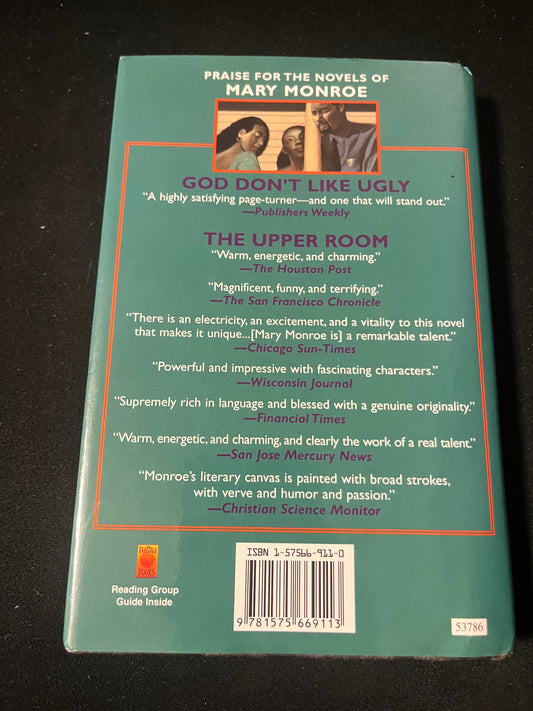 PRAISE FOR THE NOVELS OF
MARY MONROE
GOD DON'T LIKE UGLY
“A highly satisfying page-turner—and one that will stand out.”
—Publishers Weekly
THE UPPER ROOM
“Warm, energetic, and charming.”
—The Houston Post
“Magnificent, funny, and terrifying.”
—The San Francisco Chronicle
“There is an electricity, an excitement, and a vitality to this novel
that makes it unique...[Mary Monroe is] a remarkable talent.”
—Chicago Sun-Times
“Powerful and impressive with fascinating characters.”
—Wisconsin Journal
“Supremely rich in language and blessed with a genuine originality.”
—Financial Times
“Warm, energetic, and charming, and clearly the work of a real talent.”
—San Jose Mercury News
“Monroe's literary canvas is painted with broad strokes,
with verve and humor and passion.”
—Christian Science Monitor
ISBN 1-57566-911-0
DAFINA
BOOKS
Reading Group
Guide Inside
9 781575 669113
53786